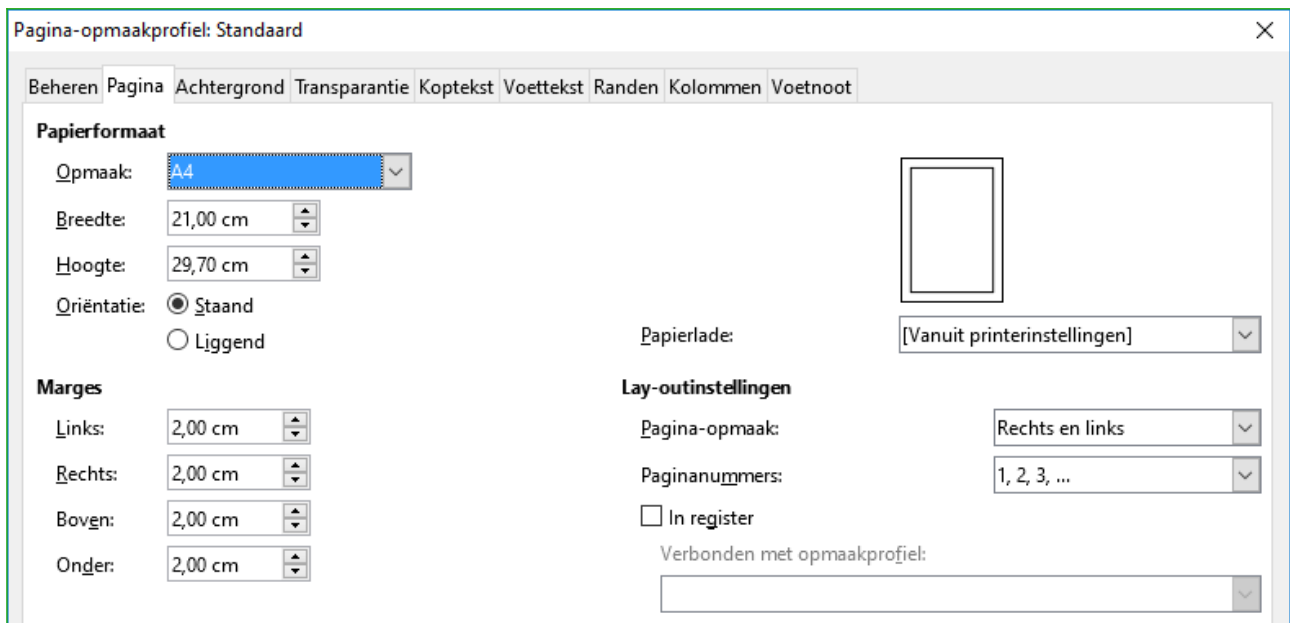 Pagina-opmaakprofiel: Standaard
Beheren Pagina Achtergrond Transparantie Koptekst Voettekst Randen Kolommen Voetnoot
Papierformaat
Opmaak: A4
Breedte: 21,00 cm
Hoogte: 29,70 cm
Oriëntatie: Staand
Liggend
Papierlade: [Vanuit printerinstellingen]
Marges
Links: 2,00 cm
Rechts: 2,00 cm
Boven: 2,00 cm
Onder: 2,00 cm
Lay-outinstellingen
Pagina-opmaak: Rechts en links
Paginanummers: 1, 2, 3, ...
In register
Verbonden met opmaakprofiel: